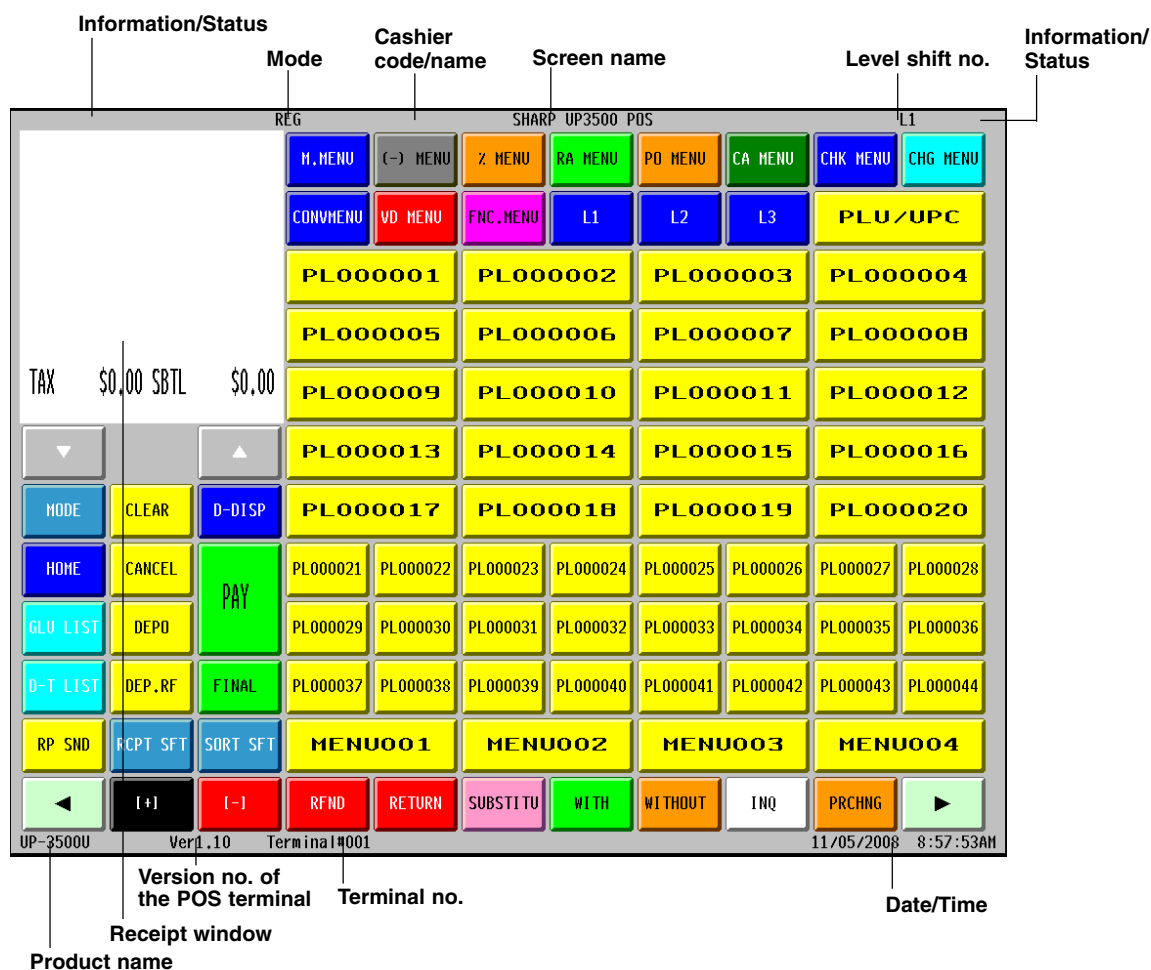 Information/Status
Mode
Cashier
code/name
Screen name
Level shift no.
Information/
Status
REG
SHARP UP3500 POS
L1
M.MENU (-) MENU % MENU RA MENU PO MENU CA MENU CHK MENU CHG MENU
CONVMENU VD MENU FNC.MENU L1 L2 L3 PLU/UPC
PL000001 PL000002 PL000003 PL000004
PL000005 PL000006 PL000007 PL000008
TAX $0.00 SBTL $0.00
PL000009 PL000010 PL000011 PL000012
PL000013 PL000014 PL000015 PL000016
MODE CLEAR D-DISP PL000017 PL000018 PL000019 PL000020
HOME CANCEL PAY PL000021 PL000022 PL000023 PL000024 PL000025 PL000026 PL000027 PL000028
GLU LIST DEPO PL000029 PL000030 PL000031 PL000032 PL000033 PL000034 PL000035 PL000036
D-T LIST DEP.RF FINAL PL000037 PL000038 PL000039 PL000040 PL000041 PL000042 PL000043 PL000044
RP SND RCPT SFT SORT SFT MENU001 MENU002 MENU003 MENU004
[+] [-] RFND RETURN SUBSTITU WITH WITHOUT INQ PRCHNG
UP-3500U Ver1.10 Terminal#001 11/05/2008 8:57:53AM
Version no. of
the POS terminal
Terminal no.
Date/Time
Receipt window
Product name